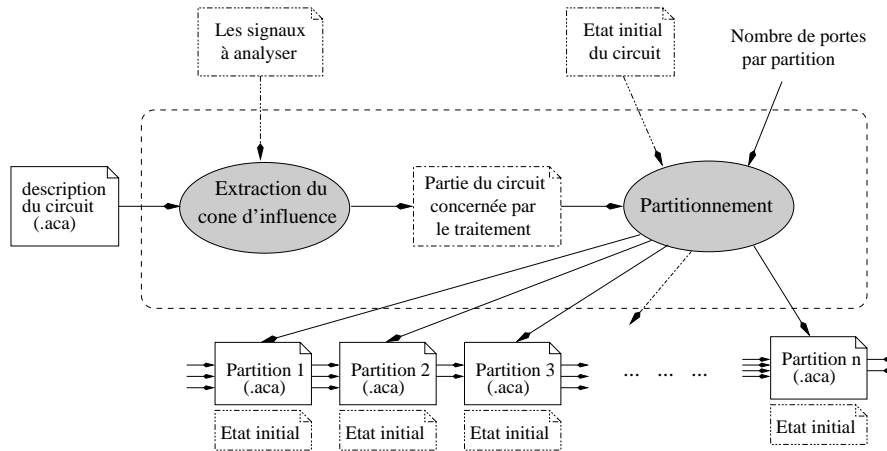 Les signaux
à analyser
Etat initial
du circuit
Nombre de portes
par partition
description
du circuit
(.aca)
Extraction du
cone d'influence
Partie du circuit
concernée par
le traitement
Partitionnement
Partition 1
(.aca)
Partition 2
(.aca)
Partition 3
(.aca)
... ... ...
Partition n
(.aca)
Etat initial
Etat initial
Etat initial
Etat initial